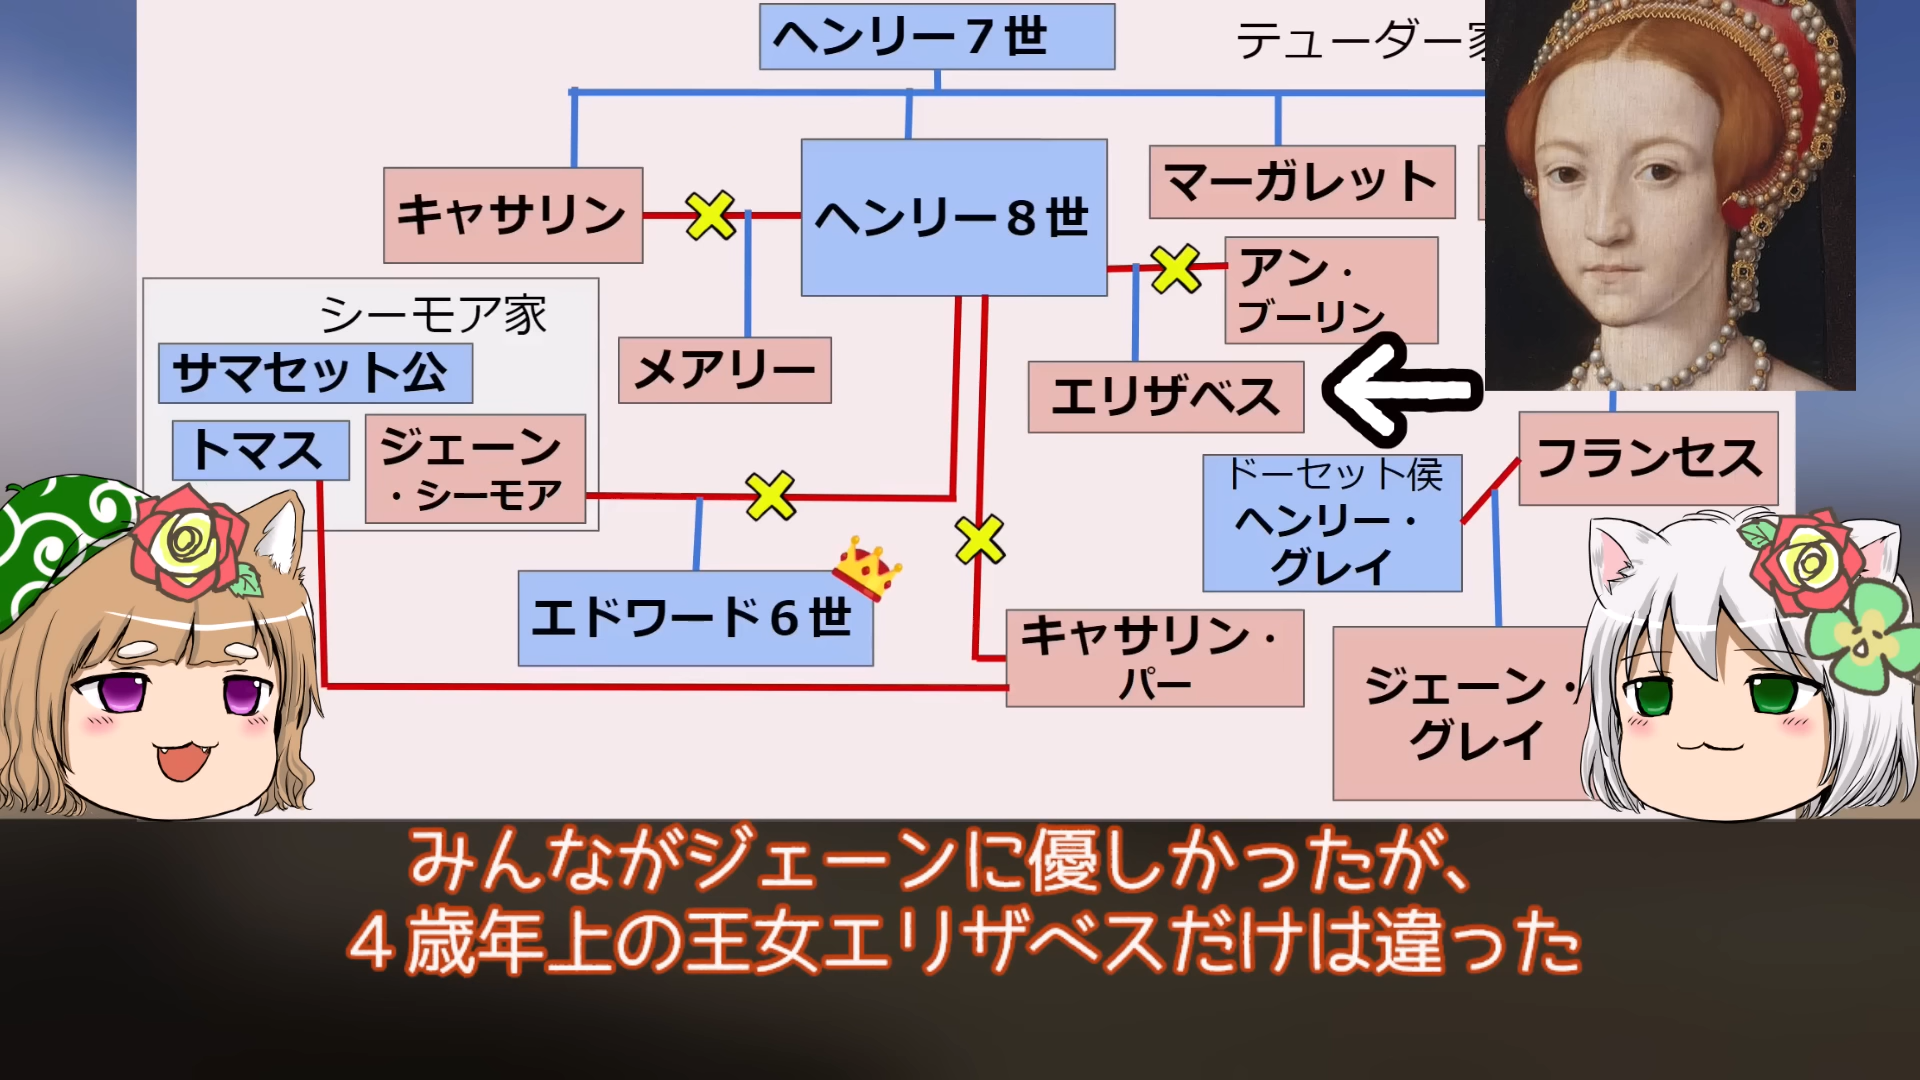 ヘンリー７世
テューダー家
キャサリン
ヘンリー８世
マーガレット
アン・
ブーリン
シーモア家
サマセット公
メアリー
エリザベス
トマス
ジェーン
・シーモア
ドーセット侯
ヘンリー・
グレイ
フランセス
エドワード６世
キャサリン・
パー
ジェーン・
グレイ
みんながジェーンに優しかったが、
４歳年上の王女エリザベスだけは違った